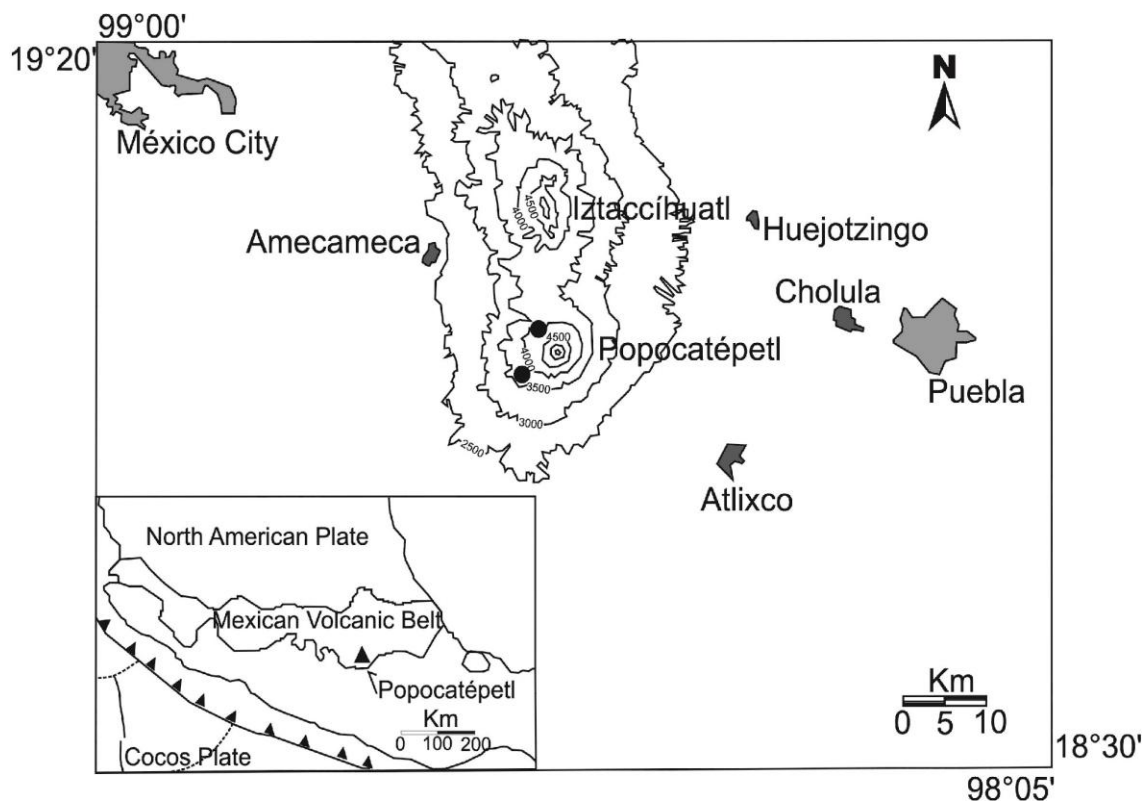 99°00'
19°20'
N
México City
4500
4000
Iztaccíhuatl
Huejotzingo
Amecameca
Cholula
4500
4000
Popocatépetl
3500
Puebla
3000
2500
Atlixco
North American Plate
Mexican Volcanic Belt
Popocatépetl
Km
0 100 200
Cocos Plate
Km
0 5 10
18°30'
98°05'